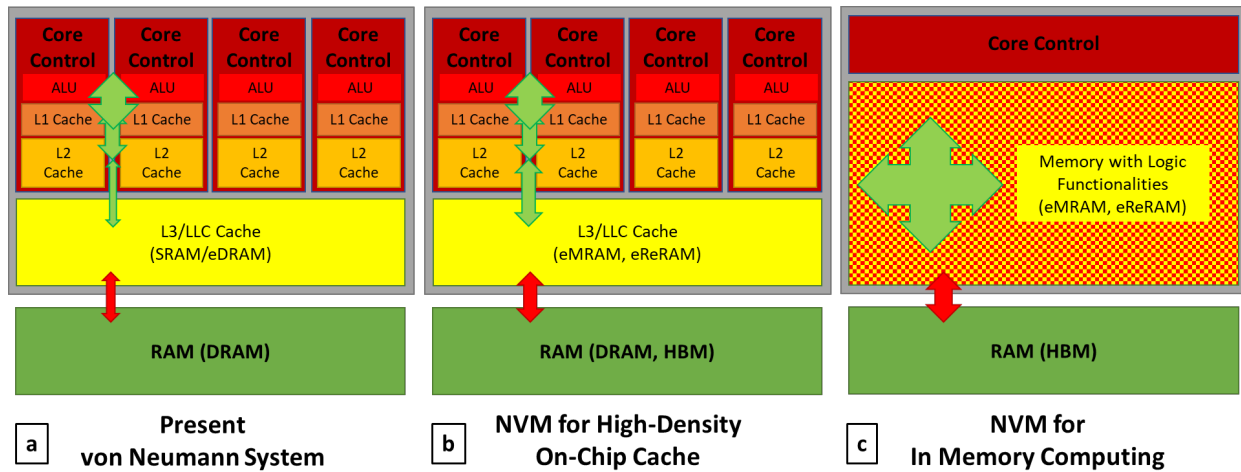 Core
Control
ALU
L1 Cache
L2
Cache
Core
Control
ALU
L1 Cache
L2
Cache
Core
Control
ALU
L1 Cache
L2
Cache
Core
Control
ALU
L1 Cache
L2
Cache
L3/LLC Cache
(SRAM/eDRAM)
RAM (DRAM)
a
Present
von Neumann System
Core
Control
ALU
L1 Cache
L2
Cache
Core
Control
ALU
L1 Cache
L2
Cache
Core
Control
ALU
L1 Cache
L2
Cache
Core
Control
ALU
L1 Cache
L2
Cache
L3/LLC Cache
(eMRAM, eReRAM)
RAM (DRAM, HBM)
b
NVM for High-Density
On-Chip Cache
Core Control
Memory with Logic
Functionalities
(eMRAM, eReRAM)
RAM (HBM)
c
NVM for
In Memory Computing